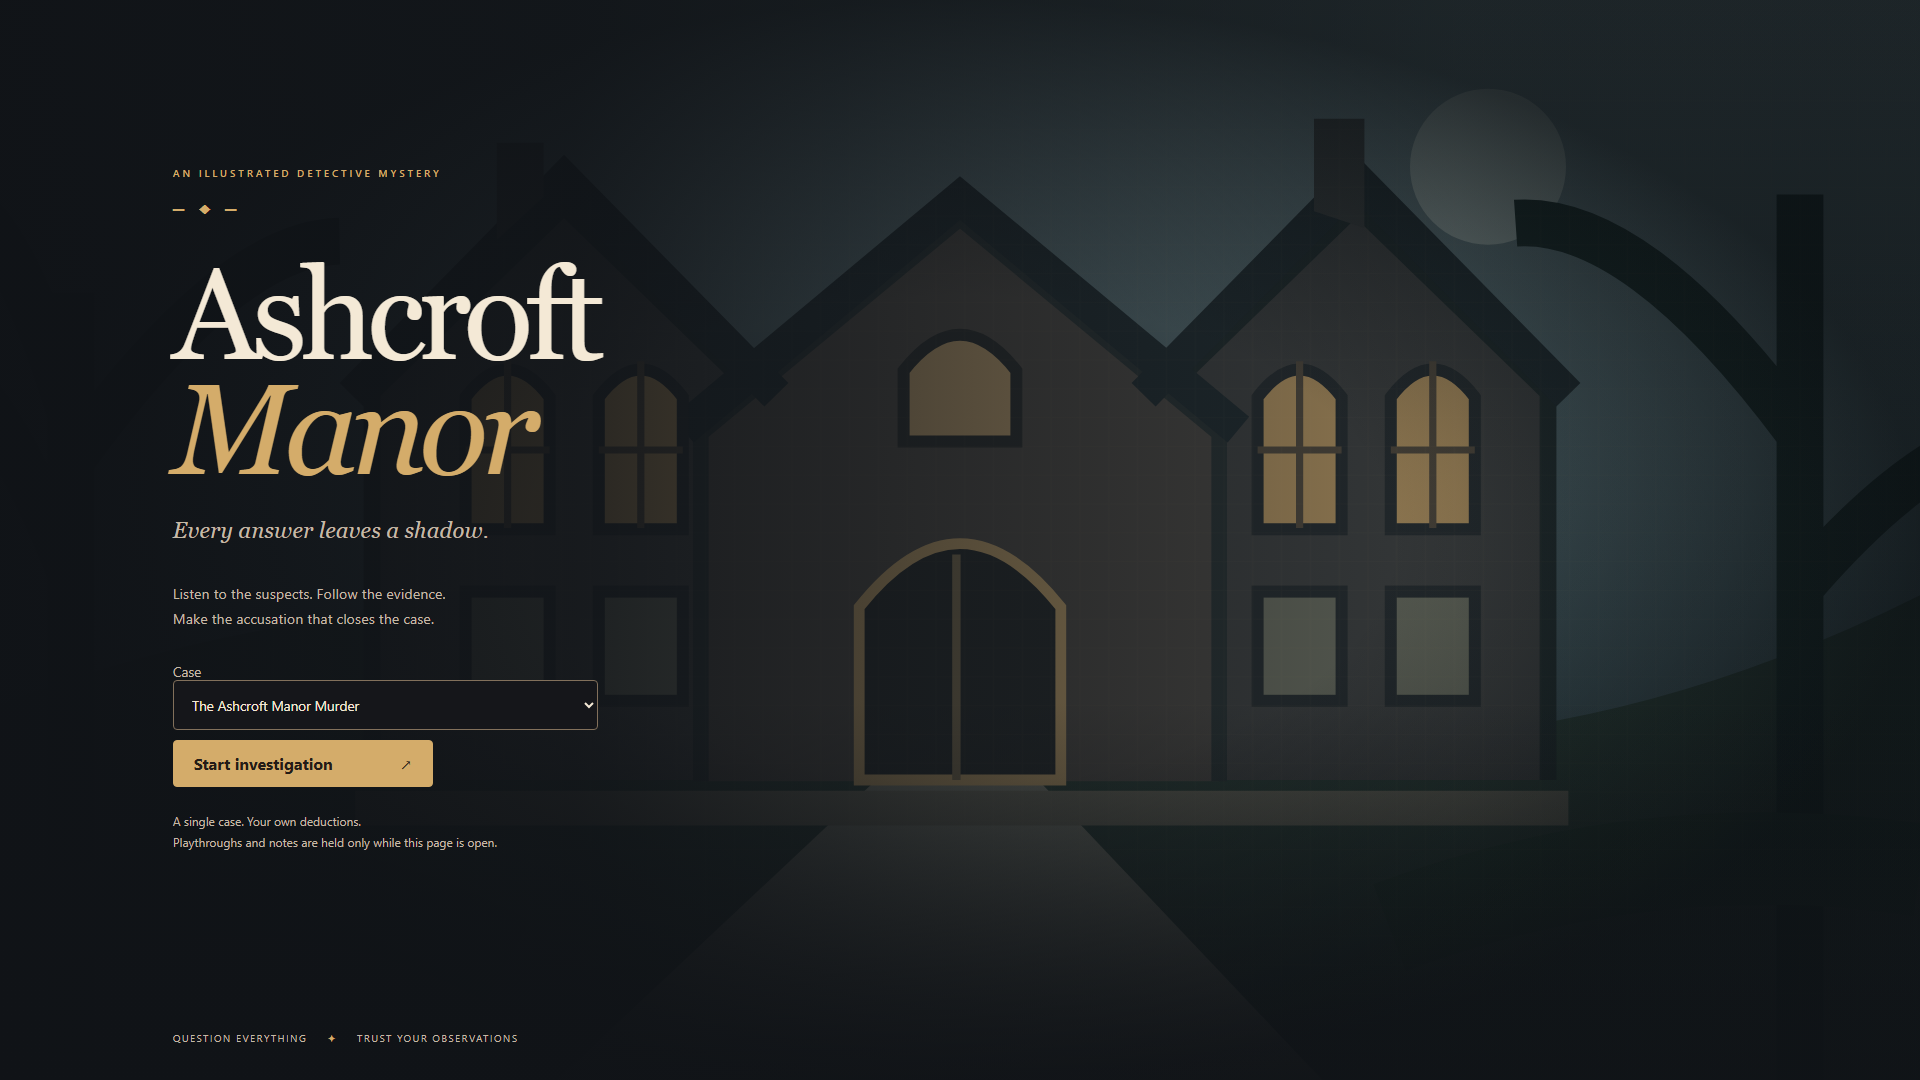 AN ILLUSTRATED DETECTIVE MYSTERY
Ashcroft
Manor
Every answer leaves a shadow.
Listen to the suspects. Follow the evidence.
Make the accusation that closes the case.
Case
The Ashcroft Manor Murder
Start investigation ↗
A single case. Your own deductions.
Playthroughs and notes are held only while this page is open.
QUESTION EVERYTHING ✦ TRUST YOUR OBSERVATIONS